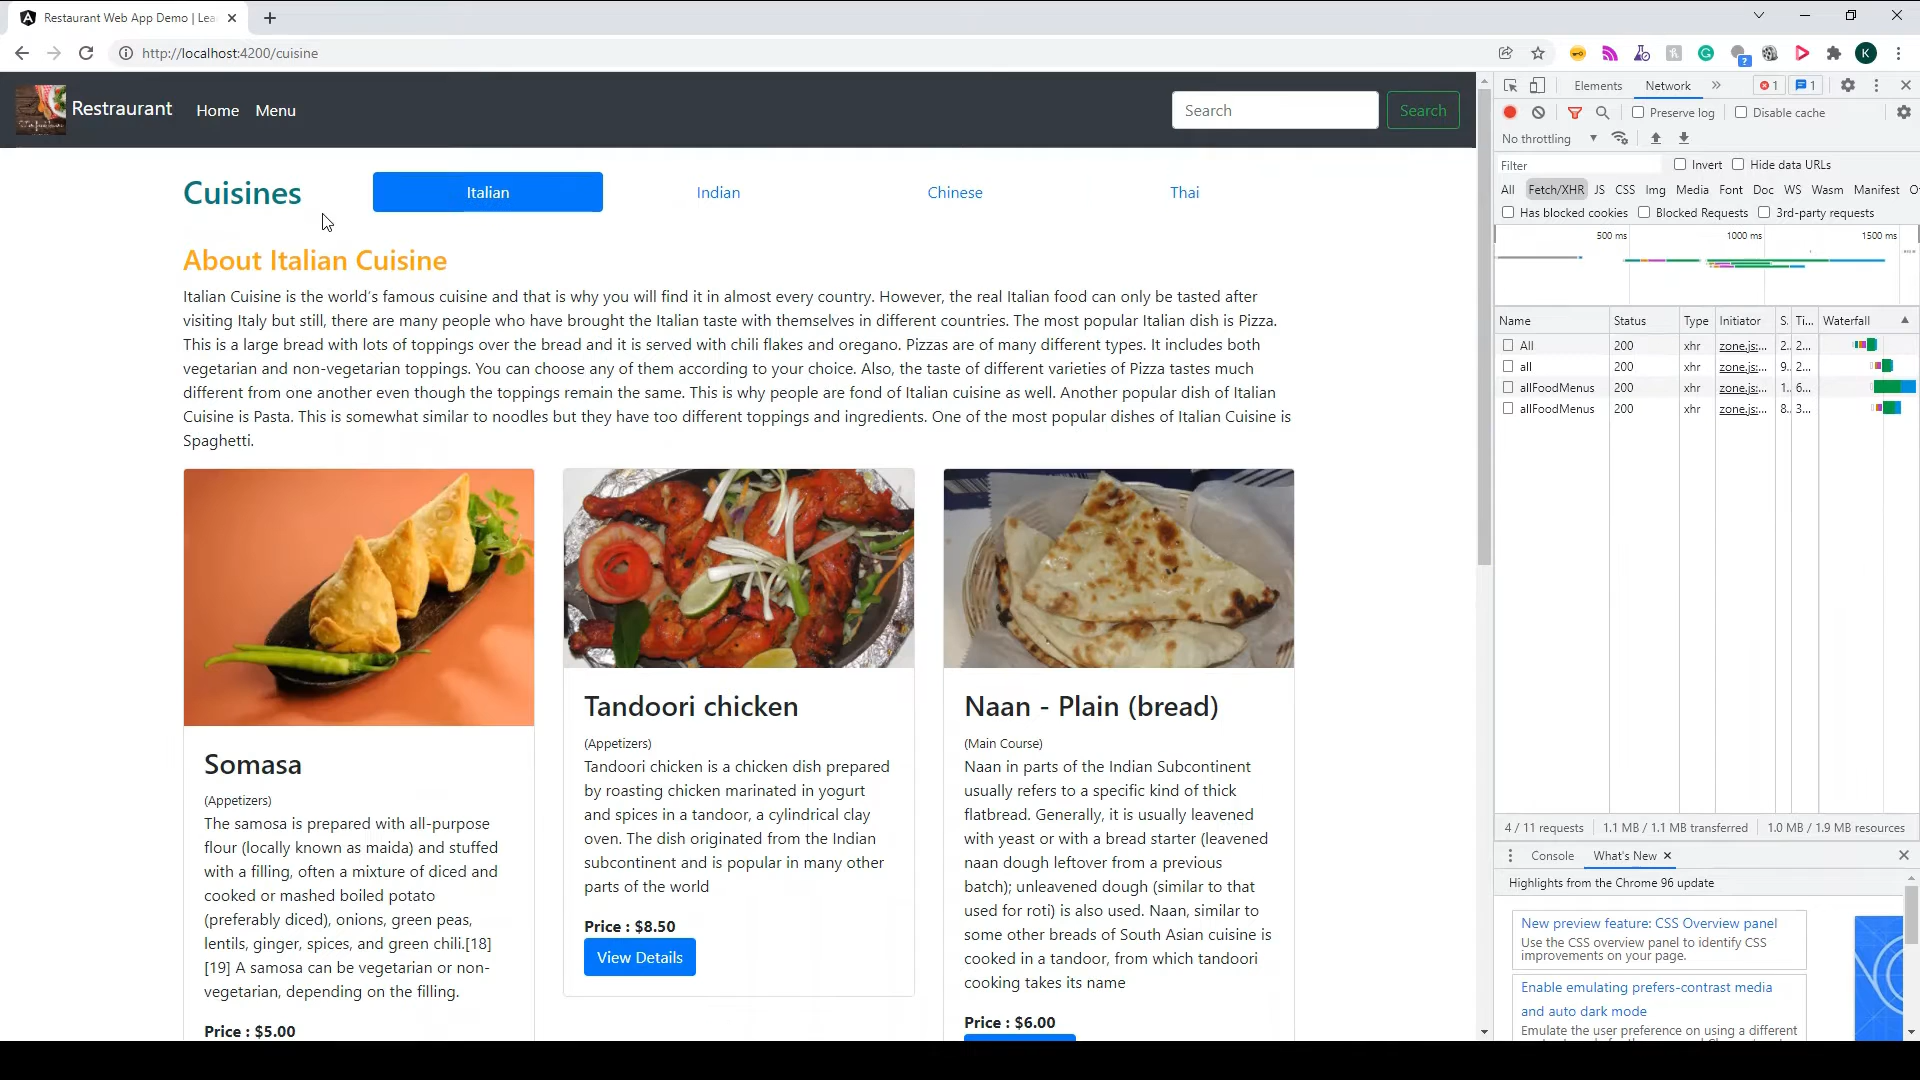 Restaurant Web App Demo | Lea
http://localhost:4200/cuisine
K
?
Restraurant
Home
Menu
Search
Search
Cuisines
Italian
Indian
Chinese
Thai
About Italian Cuisine
Italian Cuisine is the world's famous cuisine and that is why you will find it in almost every country. However, the real Italian food can only be tasted after
visiting Italy but still, there are many people who have brought the Italian taste with themselves in different countries. The most popular Italian dish is Pizza.
This is a large bread with lots of toppings over the bread and it is served with chili flakes and oregano. Pizzas are of many different types. It includes both
vegetarian and non-vegetarian toppings. You can choose any of them according to your choice. Also, the taste of different varieties of Pizza tastes much
different from one another even though the toppings remain the same. This is why people are fond of Italian cuisine as well. Another popular dish of Italian
Cuisine is Pasta. This is somewhat similar to noodles but they have too different toppings and ingredients. One of the most popular dishes of Italian Cuisine is
Spaghetti.
Somasa
(Appetizers)
The samosa is prepared with all-purpose
flour (locally known as maida) and stuffed
with a filling, often a mixture of diced and
cooked or mashed boiled potato
(preferably diced), onions, green peas,
lentils, ginger, spices, and green chili.[18]
[19] A samosa can be vegetarian or non-
vegetarian, depending on the filling.
Price : $5.00
Tandoori chicken
(Appetizers)
Tandoori chicken is a chicken dish prepared
by roasting chicken marinated in yogurt
and spices in a tandoor, a cylindrical clay
oven. The dish originated from the Indian
subcontinent and is popular in many other
parts of the world
Price : $8.50
View Details
Naan - Plain (bread)
(Main Course)
Naan in parts of the Indian Subcontinent
usually refers to a specific kind of thick
flatbread. Generally, it is usually leavened
with yeast or with a bread starter (leavened
naan dough leftover from a previous
batch); unleavened dough (similar to that
used for roti) is also used. Naan, similar to
some other breads of South Asian cuisine is
cooked in a tandoor, from which tandoori
cooking takes its name
Price : $6.00
Elements Network » 1 1
Preserve log Disable cache
No throttling
Filter Invert Hide data URLs
All Fetch/XHR JS CSS Img Media Font Doc WS Wasm Manifest O
Has blocked cookies Blocked Requests 3rd-party requests
500 ms 1000 ms 1500 ms
Name Status Type Initiator S. Ti... Waterfall
All 200 xhr zone.js:... 2. 2...
all 200 xhr zone.js:... 9. 2...
allFoodMenus 200 xhr zone.js:... 1. 6...
allFoodMenus 200 xhr zone.js:... 8. 3...
4 / 11 requests 1.1 MB / 1.1 MB transferred 1.0 MB / 1.9 MB resources
Console What's New
Highlights from the Chrome 96 update
New preview feature: CSS Overview panel
Use the CSS overview panel to identify CSS
improvements on your page.
Enable emulating prefers-contrast media
and auto dark mode
Emulate the user preference on using a different